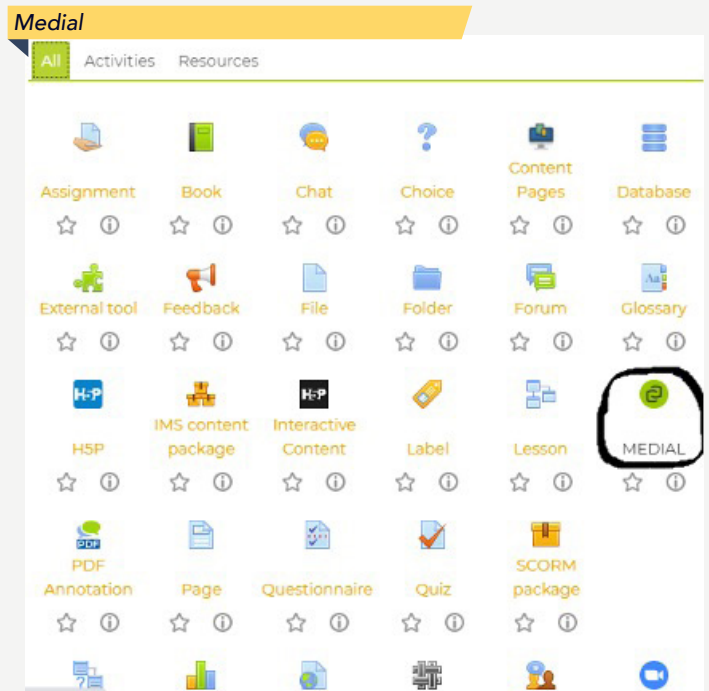 Medial
All Activities Resources
Content
Assignment Book Chat Choice Pages Database
External tool Feedback File Folder Forum Glossary
IMS content Interactive
H5P package Content Label Lesson MEDIAL
PDF SCORM
Annotation Page Questionnaire Quiz package